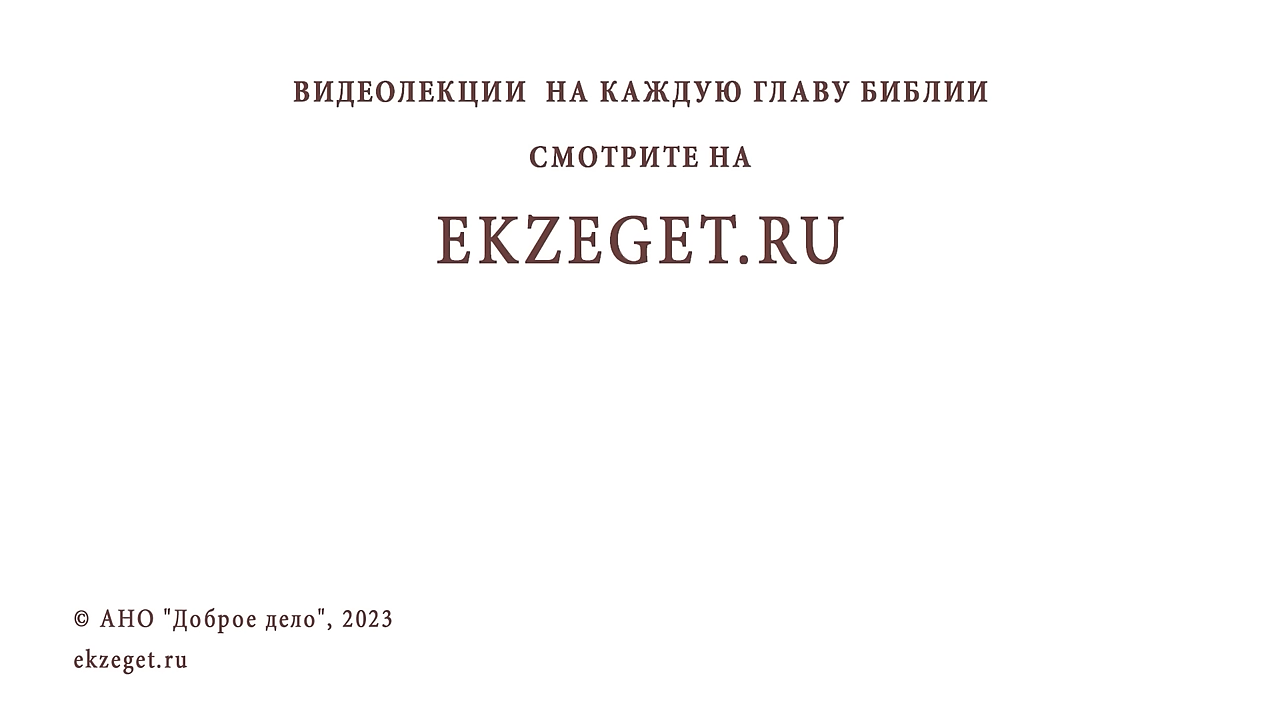 ВИДЕОЛЕКЦИИ НА КАЖДУЮ ГЛАВУ БИБЛИИ
СМОТРИТЕ НА
EKZEGET.RU
© АНО "Доброе дело", 2023
ekzeget.ru